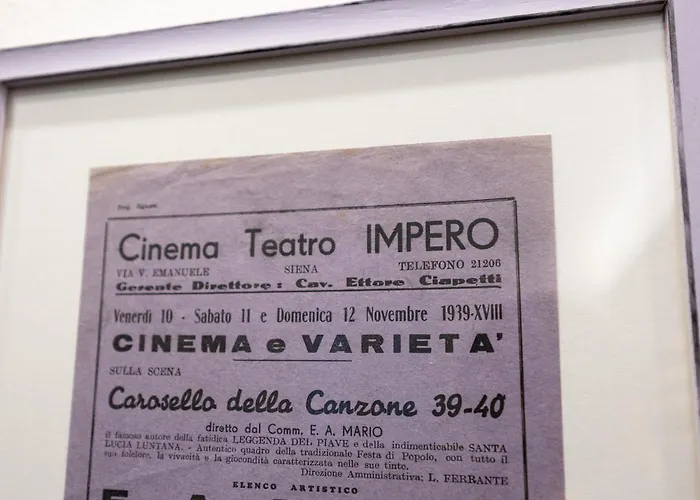 Cinema Teatro IMPERO
VIA V. EMANUELE SIENA TELEFONO 21206
Gerente Direttore: Cav. Ettore Ciapetti
Venerdì 10 - Sabato 11 e Domenica 12 Novembre 1939-XVIII
CINEMA e VARIETA'
SULLA SCENA
Carosello della Canzone 39-40
diretto dal Comm. E. A. MARIO
il famoso autore della fatidica LEGGENDA DEL PIAVE e della indimenticabile SANTA
LUCIA LUNTANA. - Autentico quadro della tradizionale Festa di Popolo, con tutto il
suo folclore, la vivacità e la giocondità caratterizzata nelle sue tinte.
Direzione Amministrativa: L. FERRANTE
ELENCO ARTISTICO